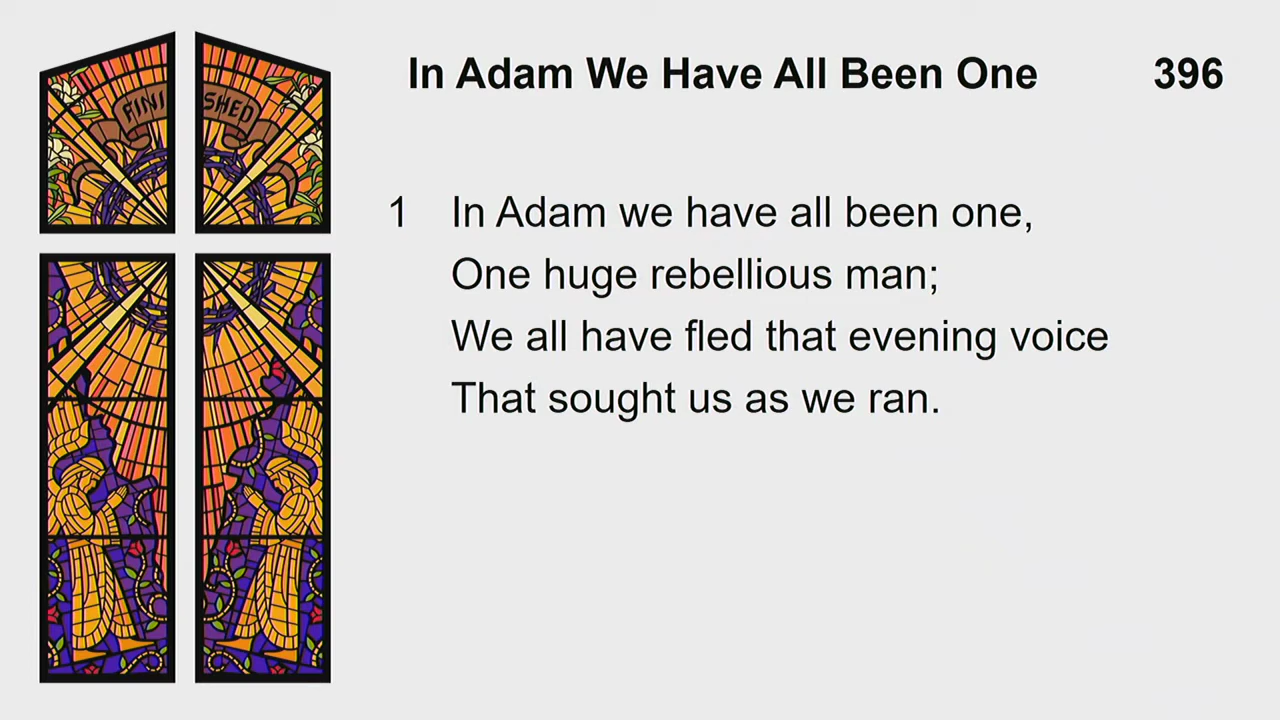 FINI SHED
In Adam We Have All Been One 396
1 In Adam we have all been one,
One huge rebellious man;
We all have fled that evening voice
That sought us as we ran.